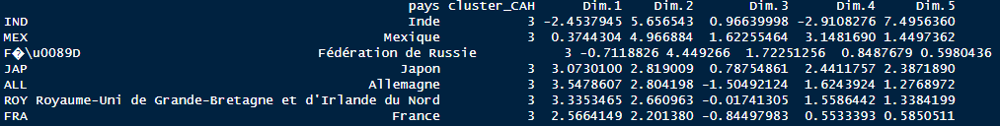 pays cluster_CAH Dim.1 Dim.2 Dim.3 Dim.4 Dim.5
IND Inde 3 -2.4537945 5.656543 0.96639998 -2.9108276 7.4956360
MEX Mexique 3 0.3744304 4.966884 1.62255464 3.1481690 1.4497362
F�\u0089D Fédération de Russie 3 -0.7118826 4.449266 1.72251256 0.8487679 0.5980436
JAP Japon 3 3.0730100 2.819009 0.78754861 2.4411757 2.3871890
ALL Allemagne 3 3.5478607 2.804198 -1.50492124 1.6243924 1.2768972
ROY Royaume-Uni de Grande-Bretagne et d'Irlande du Nord 3 3.3353465 2.660963 -0.01741305 1.5586442 1.3384199
FRA France 3 2.5664149 2.201380 -0.84497983 0.5533393 0.5850511